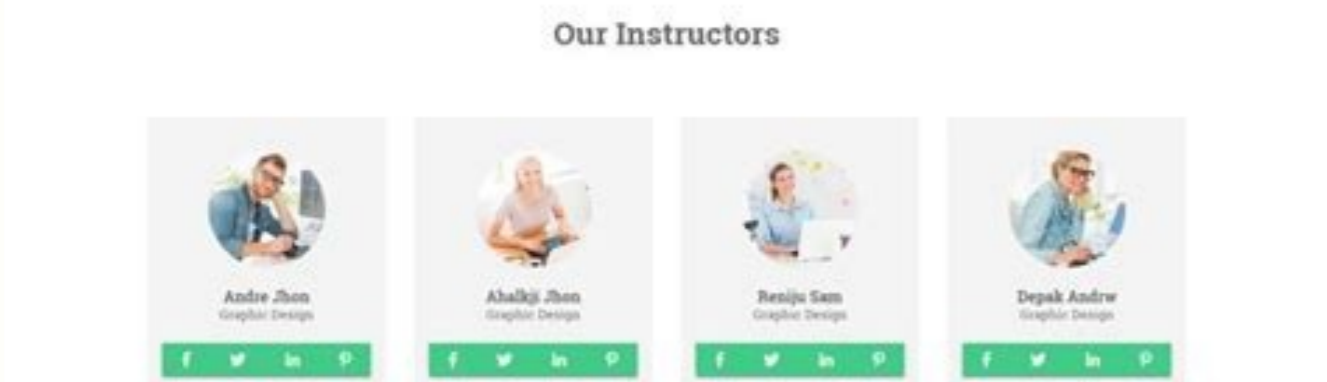 Our Instructors
Andre Jhon
Graphic Design
Ahalkji Jhon
Graphic Design
Reniju Sam
Graphic Design
Depak Andrw
Graphic Design